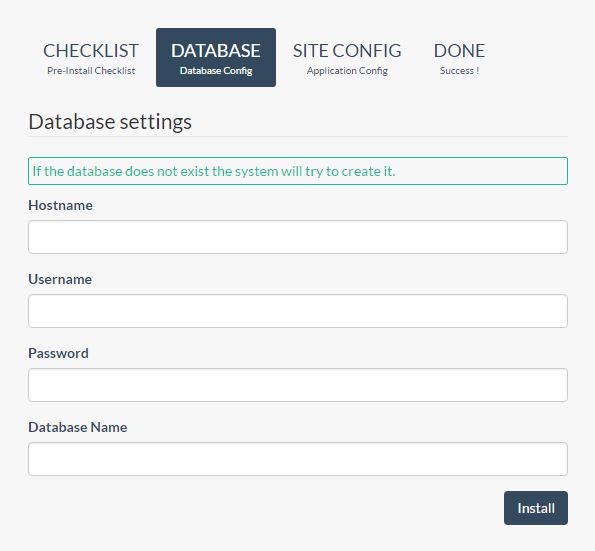 CHECKLIST DATABASE SITE CONFIG DONE
Pre-Install Checklist Database Config Application Config Success !
Database settings
If the database does not exist the system will try to create it.
Hostname
Username
Password
Database Name
Install